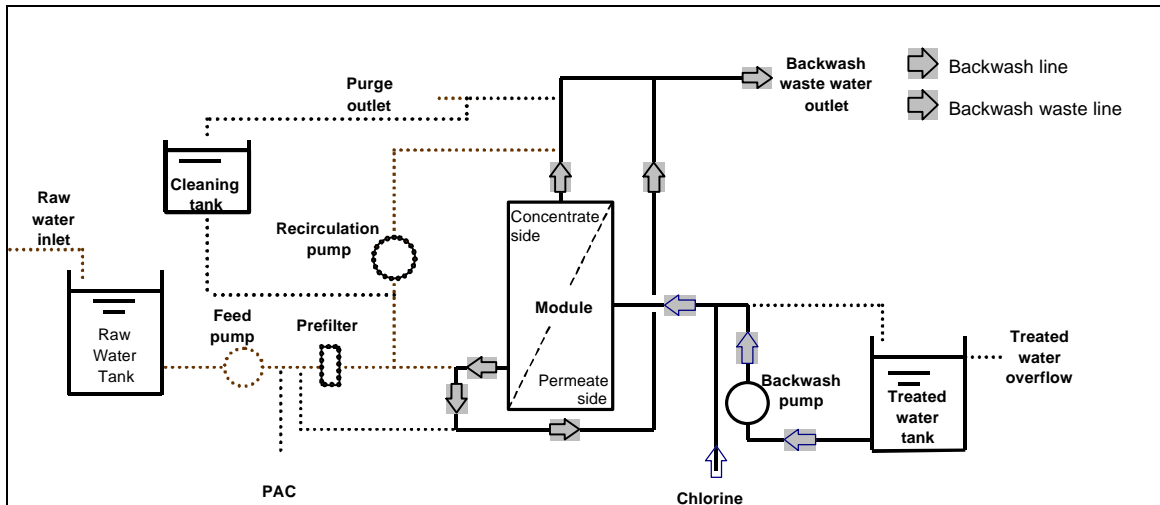 Purge
outlet
Backwash
waste water
outlet
Backwash line
Backwash waste line
Cleaning
tank
Raw
water
inlet
Recirculation
pump
Concentrate
side
Module
Permeate
side
Feed
pump
Prefilter
Raw
Water
Tank
Backwash
pump
Treated
water
tank
Treated
water
overflow
PAC
Chlorine